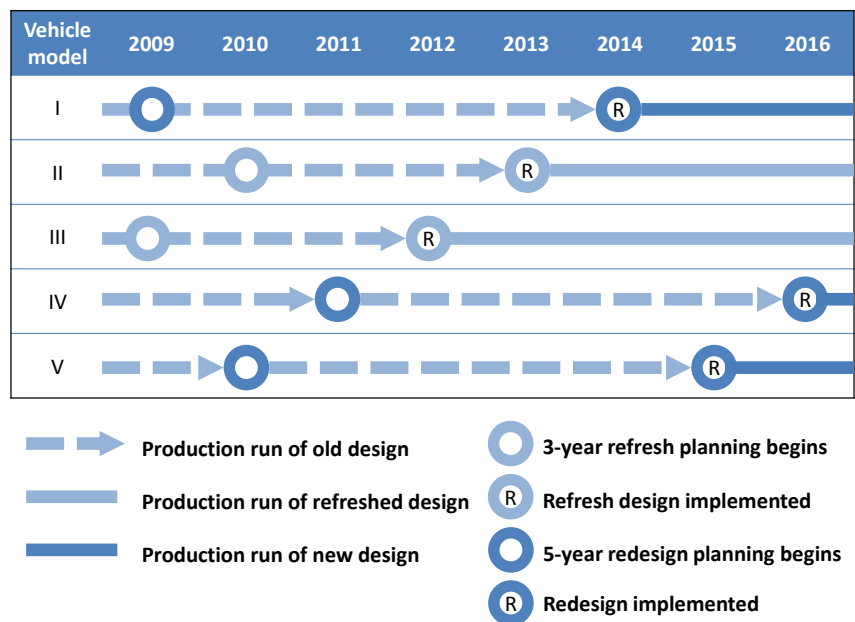 Vehicle model 2009 2010 2011 2012 2013 2014 2015 2016
I R
II R
III R
IV R
V R
Production run of old design
3-year refresh planning begins
Production run of refreshed design
R Refresh design implemented
Production run of new design
5-year redesign planning begins
R Redesign implemented